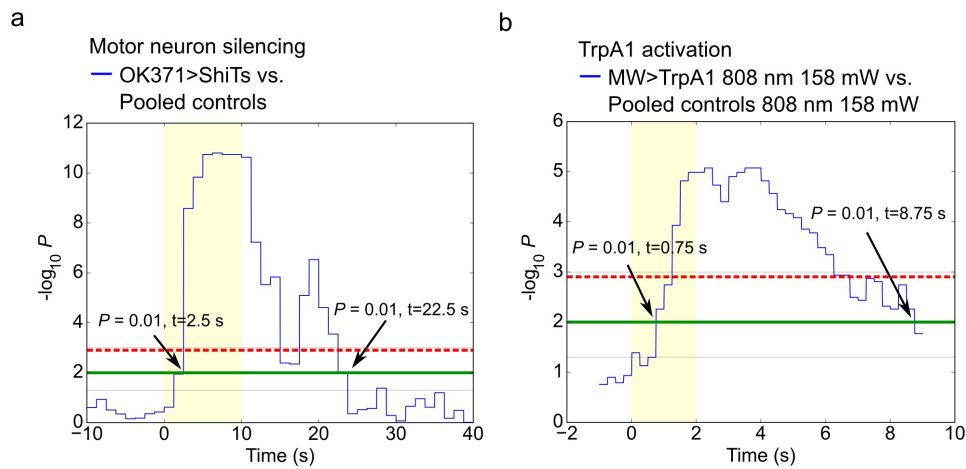 a
Motor neuron silencing
OK371>ShiTs vs.
Pooled controls
12
10
8
6
4
2
0
-log10 P
P = 0.01, t=2.5 s
P = 0.01, t=22.5 s
−10
0
10
20
30
40
Time (s)
b
TrpA1 activation
MW>TrpA1 808 nm 158 mW vs.
Pooled controls 808 nm 158 mW
6
5
4
3
2
1
0
-log10 P
P = 0.01, t=8.75 s
P = 0.01, t=0.75 s
−2
0
2
4
6
8
10
Time (s)